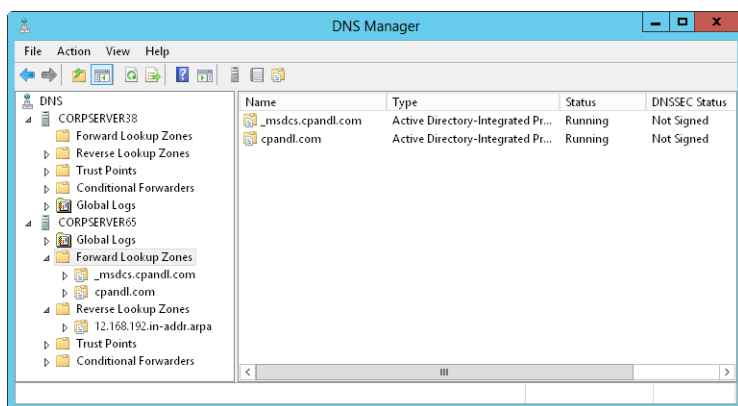 DNS Manager
File Action View Help
DNS
CORPSERVER38
Forward Lookup Zones
Reverse Lookup Zones
Trust Points
Conditional Forwarders
Global Logs
CORPSERVER65
Global Logs
Forward Lookup Zones
_msdcs.cpandl.com
cpandl.com
Reverse Lookup Zones
12.168.192.in-addr.arpa
Trust Points
Conditional Forwarders
Name Type Status DNSSEC Status
_msdcs.cpandl.com Active Directory-Integrated Pr... Running Not Signed
cpandl.com Active Directory-Integrated Pr... Running Not Signed